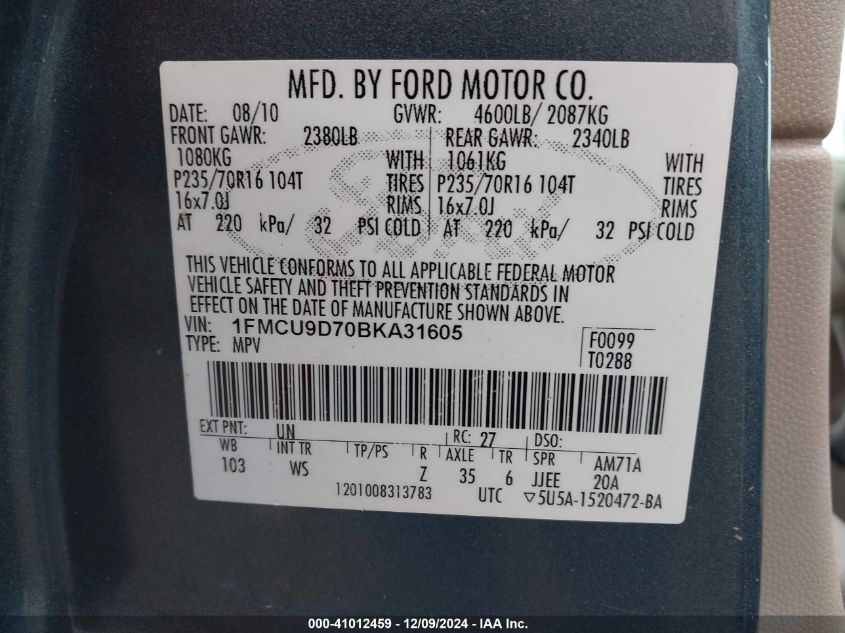 MFD. BY FORD MOTOR CO.
DATE: 08/10 GVWR: 4600LB/ 2087KG
FRONT GAWR: 2380LB REAR GAWR: 2340LB
1080KG WITH 1061KG WITH
P235/70R16 104T TIRES P235/70R16 104T TIRES
16x7.0J RIMS 16x7.0J RIMS
AT 220 kPa/ 32 PSI COLD AT 220 kPa/ 32 PSI COLD
THIS VEHICLE CONFORMS TO ALL APPLICABLE FEDERAL MOTOR
VEHICLE SAFETY AND THEFT PREVENTION STANDARDS IN
EFFECT ON THE DATE OF MANUFACTURE SHOWN ABOVE.
VIN: 1FMCU9D70BKA31605 F0099
TYPE: MPV T0288
EXT PNT: UN RC: 27 DSO:
WB INT TR TP/PS R AXLE TR SPR AM71A
103 WS Z 35 6 JJEE 20A
1201008313783 UTC ▽5U5A-1520472-BA
Ford
000-41012459 - 12/09/2024 - IAA Inc.